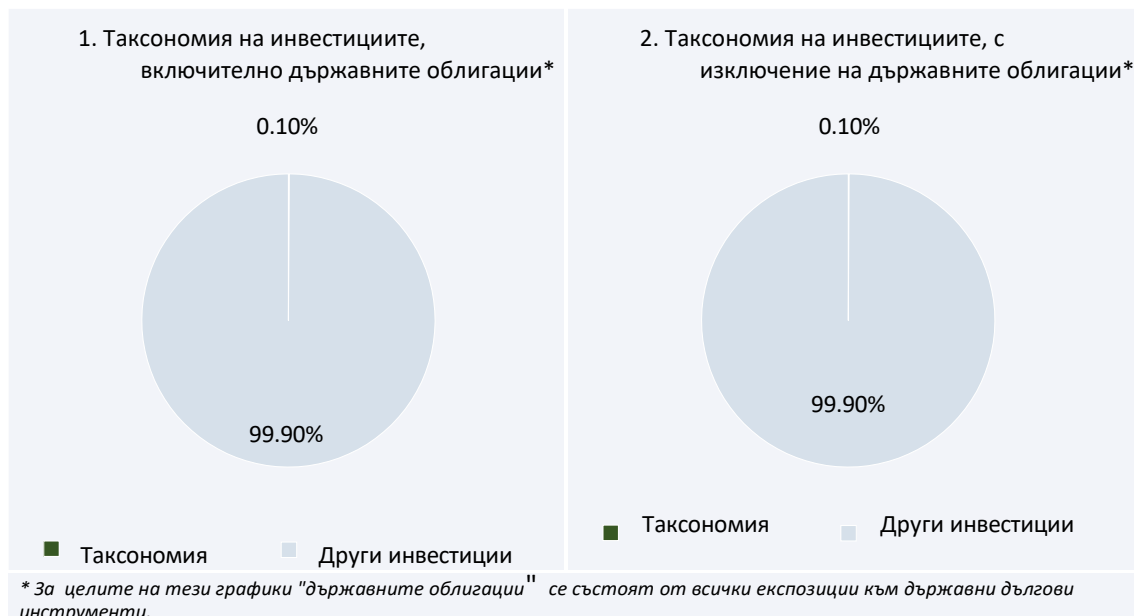 1. Таксономия на инвестициите,
включително държавните облигации*
0.10%
99.90%
Таксономия
Други инвестиции
2. Таксономия на инвестициите, с
изключение на държавните облигации*
0.10%
99.90%
Таксономия
Други инвестиции
* За целите на тези графики "държавните облигации" се състоят от всички експозиции към държавни дългови
инструменти.